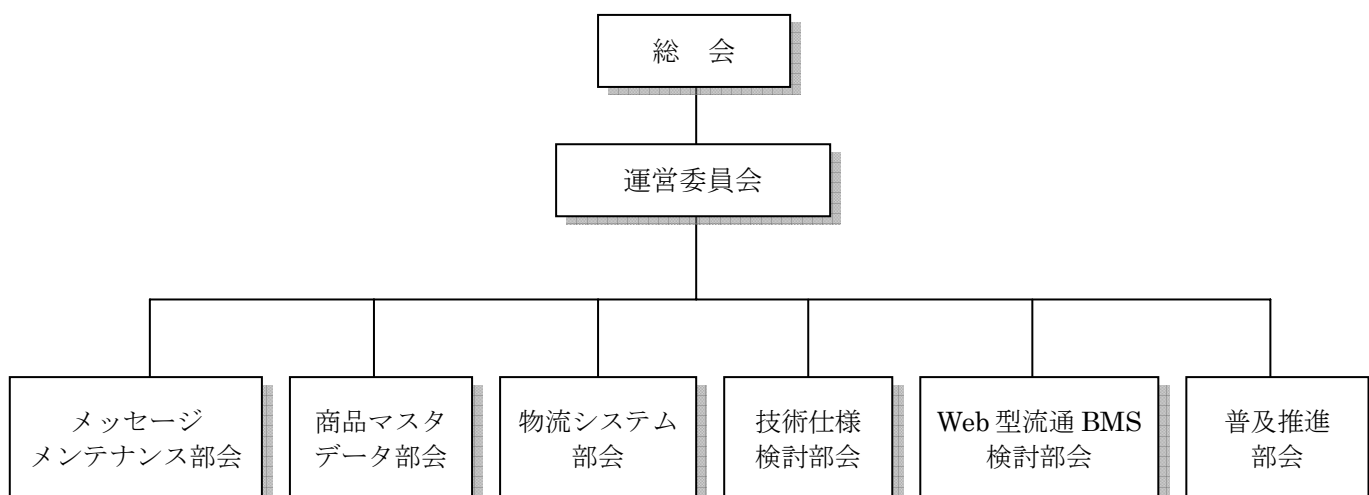 総　会
運営委員会
メッセージ
メンテナンス部会
商品マスタ
データ部会
物流システム
部会
技術仕様
検討部会
Web 型流通 BMS
検討部会
普及推進
部会